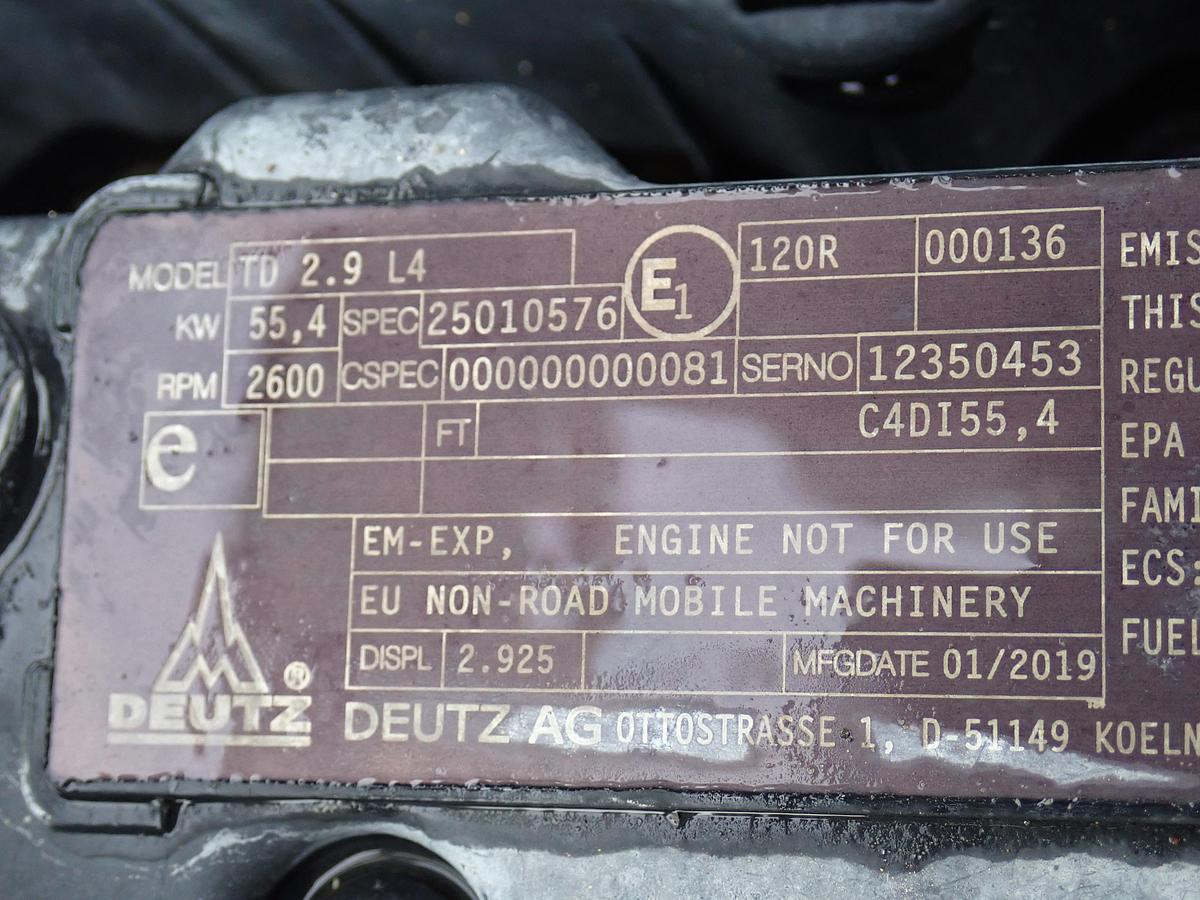 MODEL TD 2.9 L4 E1 120R 000136
KW 55,4 SPEC 25010576
RPM 2600 CSPEC 000000000081 SERNO 12350453
e FT C4DI55,4
EM-EXP, ENGINE NOT FOR USE
EU NON-ROAD MOBILE MACHINERY
DISPL 2.925 MFGDATE 01/2019
DEUTZ ®
DEUTZ AG OTTOSTRASSE 1, D-51149 KOELN
EMIS
THIS
REGU
EPA
FAMI
ECS:
FUEL